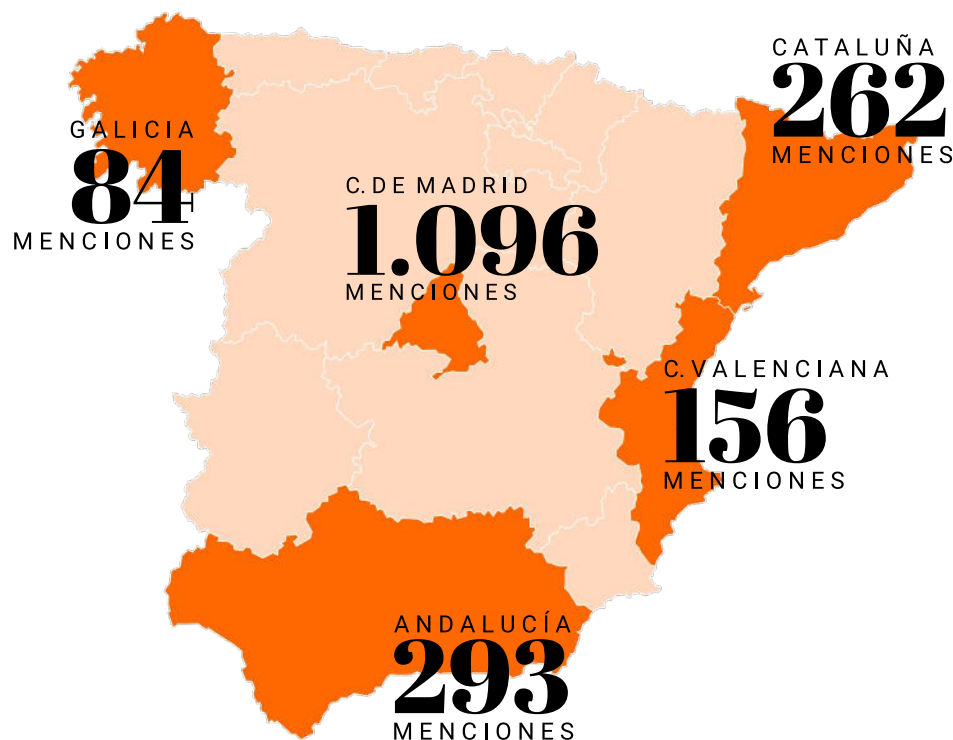 CATALUÑA
262
MENCIONES
GALICIA
84
MENCIONES
C. DE MADRID
1.096
MENCIONES
C. VALENCIANA
156
MENCIONES
ANDALUCÍA
293
MENCIONES